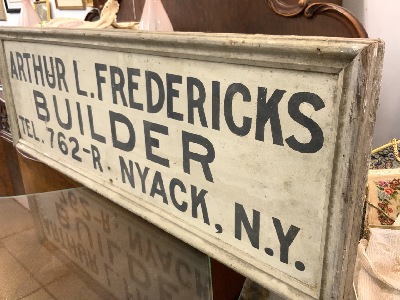 ARTHUR L. FREDERICKS
BUILDER
TEL. 762-R. NYACK, N.Y.